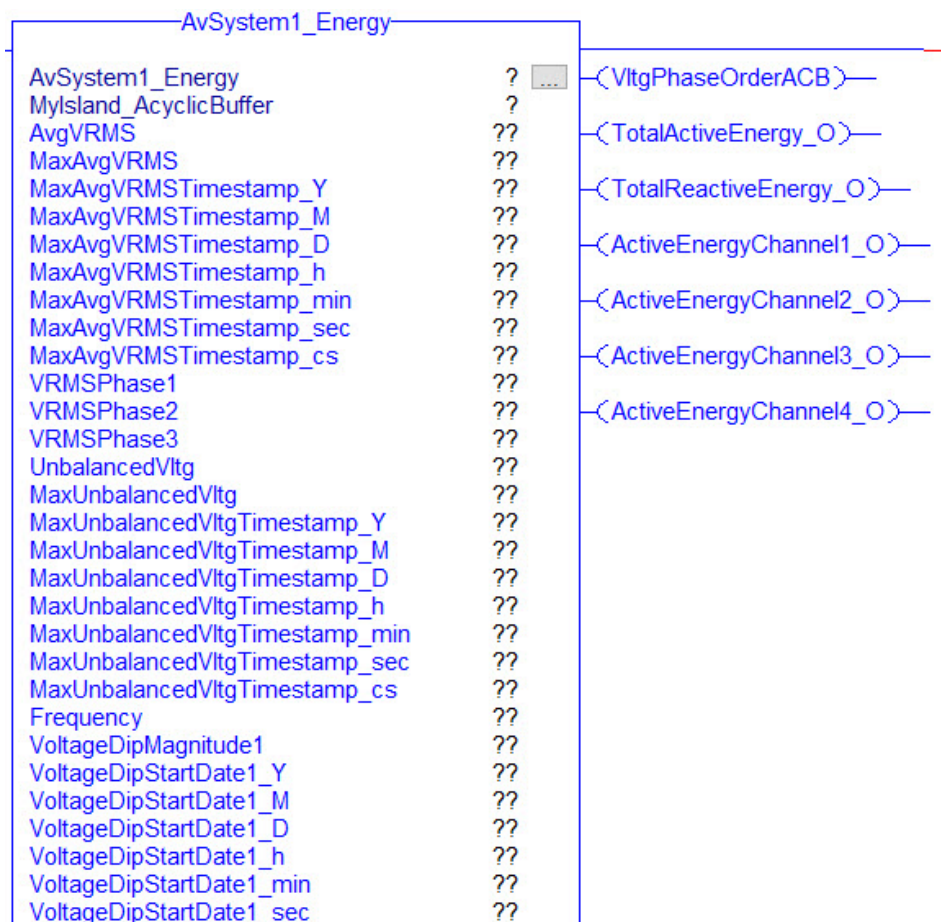 AvSystem1_Energy
AvSystem1_Energy ? ... (VltgPhaseOrderACB)
MyIsland_AcyclicBuffer ?
AvgVRMS ?? (TotalActiveEnergy_O)
MaxAvgVRMS ??
MaxAvgVRMSTimestamp_Y ?? (TotalReactiveEnergy_O)
MaxAvgVRMSTimestamp_M ??
MaxAvgVRMSTimestamp_D ?? (ActiveEnergyChannel1_O)
MaxAvgVRMSTimestamp_h ??
MaxAvgVRMSTimestamp_min ?? (ActiveEnergyChannel2_O)
MaxAvgVRMSTimestamp_sec ??
MaxAvgVRMSTimestamp_cs ?? (ActiveEnergyChannel3_O)
VRMSPhase1 ??
VRMSPhase2 ?? (ActiveEnergyChannel4_O)
VRMSPhase3 ??
UnbalancedVltg ??
MaxUnbalancedVltg ??
MaxUnbalancedVltgTimestamp_Y ??
MaxUnbalancedVltgTimestamp_M ??
MaxUnbalancedVltgTimestamp_D ??
MaxUnbalancedVltgTimestamp_h ??
MaxUnbalancedVltgTimestamp_min ??
MaxUnbalancedVltgTimestamp_sec ??
MaxUnbalancedVltgTimestamp_cs ??
Frequency ??
VoltageDipMagnitude1 ??
VoltageDipStartDate1_Y ??
VoltageDipStartDate1_M ??
VoltageDipStartDate1_D ??
VoltageDipStartDate1_h ??
VoltageDipStartDate1_min ??
VoltageDipStartDate1_sec ??